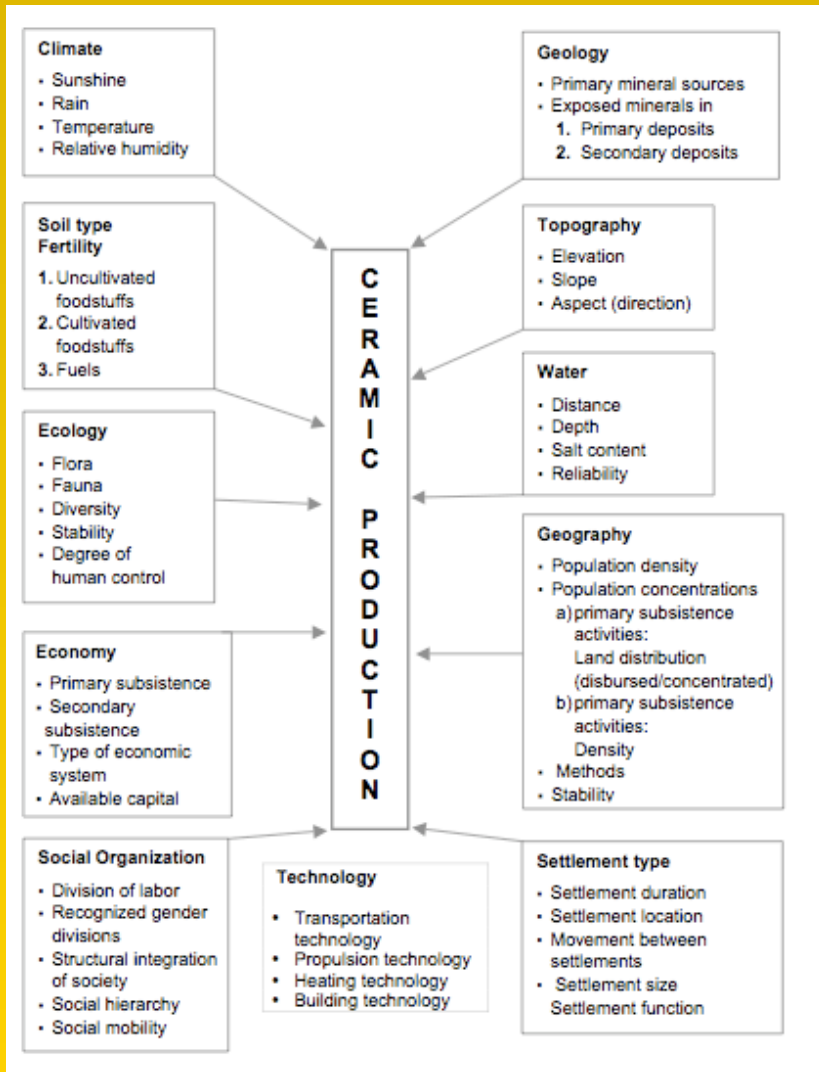 Climate
• Sunshine
• Rain
• Temperature
• Relative humidity
Geology
• Primary mineral sources
• Exposed minerals in
1. Primary deposits
2. Secondary deposits
Soil type
Fertility
1. Uncultivated
foodstuffs
2. Cultivated
foodstuffs
3. Fuels
Topography
• Elevation
• Slope
• Aspect (direction)
CERAMIC PRODUCTION
Water
• Distance
• Depth
• Salt content
• Reliability
Ecology
• Flora
• Fauna
• Diversity
• Stability
• Degree of
human control
Geography
• Population density
• Population concentrations
a) primary subsistence
activities:
Land distribution
(disbursed/concentrated)
b) primary subsistence
activities:
Density
• Methods
• Stability
Economy
• Primary subsistence
• Secondary
subsistence
• Type of economic
system
• Available capital
Social Organization
• Division of labor
• Recognized gender
divisions
• Structural integration
of society
• Social hierarchy
• Social mobility
Technology
• Transportation
technology
• Propulsion technology
• Heating technology
• Building technology
Settlement type
• Settlement duration
• Settlement location
• Movement between
settlements
• Settlement size
Settlement function